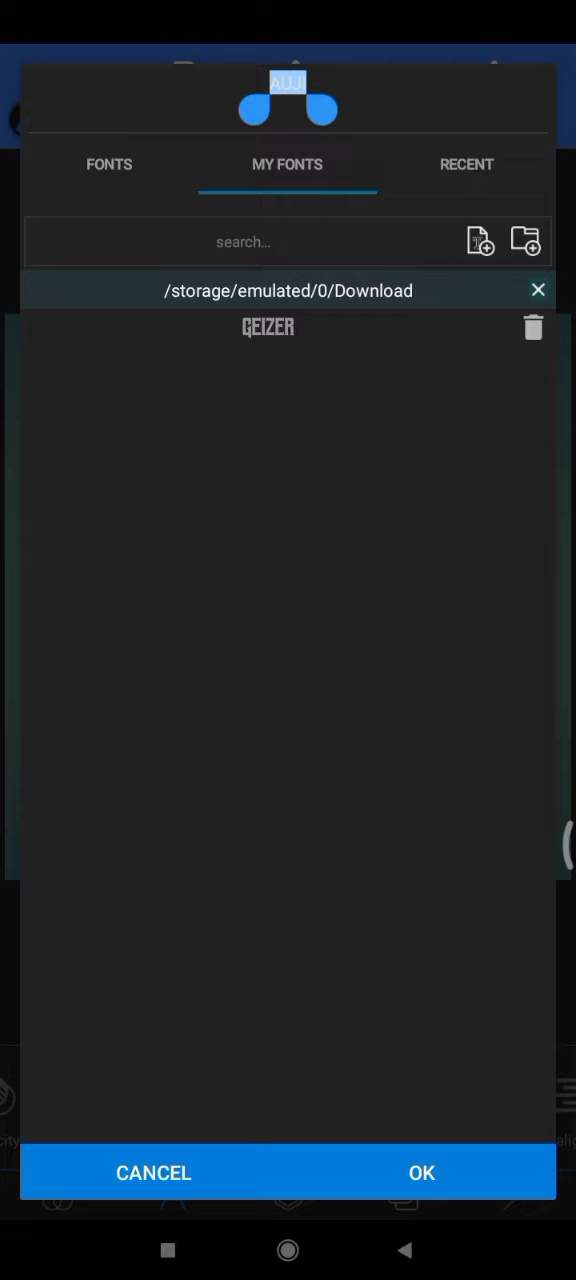 AUJI
FONTS
MY FONTS
RECENT
search...
/storage/emulated/0/Download
GEIZER
CANCEL
OK